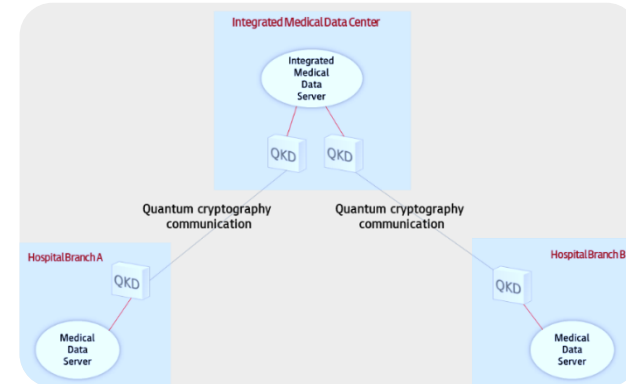 Integrated Medical Data Center
Integrated
Medical
Data
Server
QKD
QKD
Quantum cryptography
communication
Quantum cryptography
communication
Hospital Branch A
QKD
Medical
Data
Server
Hospital Branch B
QKD
Medical
Data
Server